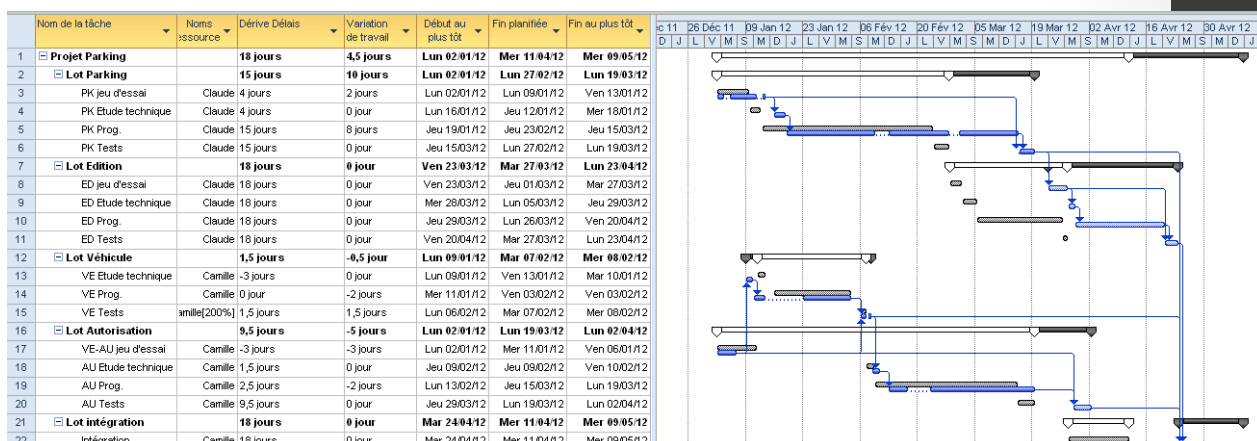 Nom de la tâche Noms ssource Dérive Délais Variation de travail Début au plus tôt Fin planifiée Fin au plus tôt
c 11 26 Déc 11 09 Jan 12 23 Jan 12 06 Fév 12 20 Fév 12 05 Mar 12 19 Mar 12 02 Avr 12 16 Avr 12 30 Avr 12
D J L V M S M D J L V M S M D J L V M S M D J L V M S M D J L V M S M D J
1 Projet Parking 18 jours 4,5 jours Lun 02/01/12 Mer 11/04/12 Mer 09/05/12
2 Lot Parking 15 jours 10 jours Lun 02/01/12 Lun 27/02/12 Lun 19/03/12
3 PK jeu d'essai Claude 4 jours 2 jours Lun 02/01/12 Lun 09/01/12 Ven 13/01/12
4 PK Etude technique Claude 4 jours 0 jour Lun 16/01/12 Jeu 12/01/12 Mer 18/01/12
5 PK Prog. Claude 15 jours 8 jours Jeu 19/01/12 Jeu 23/02/12 Jeu 15/03/12
6 PK Tests Claude 15 jours 0 jour Jeu 15/03/12 Lun 27/02/12 Lun 19/03/12
7 Lot Edition 18 jours 0 jour Ven 23/03/12 Mar 27/03/12 Lun 23/04/12
8 ED jeu d'essai Claude 18 jours 0 jour Ven 23/03/12 Jeu 01/03/12 Mar 27/03/12
9 ED Etude technique Claude 18 jours 0 jour Mer 28/03/12 Lun 05/03/12 Jeu 29/03/12
10 ED Prog. Claude 18 jours 0 jour Jeu 29/03/12 Lun 26/03/12 Ven 20/04/12
11 ED Tests Claude 18 jours 0 jour Ven 20/04/12 Mar 27/03/12 Lun 23/04/12
12 Lot Véhicule 1,5 jours -0,5 jour Lun 09/01/12 Mar 07/02/12 Mer 08/02/12
13 VE Etude technique Camille -3 jours 0 jour Lun 09/01/12 Ven 13/01/12 Mar 10/01/12
14 VE Prog. Camille 0 jour -2 jours Mer 11/01/12 Ven 03/02/12 Ven 03/02/12
15 VE Tests amille[200%] 1,5 jours 1,5 jours Lun 06/02/12 Mar 07/02/12 Mer 08/02/12
16 Lot Autorisation 9,5 jours -5 jours Lun 02/01/12 Lun 19/03/12 Lun 02/04/12
17 VE-AU jeu d'essai Camille -3 jours -3 jours Lun 02/01/12 Mer 11/01/12 Ven 06/01/12
18 AU Etude technique Camille 1,5 jours 0 jour Jeu 09/02/12 Jeu 09/02/12 Ven 10/02/12
19 AU Prog. Camille 2,5 jours -2 jours Lun 13/02/12 Jeu 15/03/12 Lun 19/03/12
20 AU Tests Camille 9,5 jours 0 jour Jeu 29/03/12 Lun 19/03/12 Lun 02/04/12
21 Lot intégration 18 jours 0 jour Mar 24/04/12 Mer 11/04/12 Mer 09/05/12
22 Intégration Camille 18 jours 0 jour Mar 24/04/12 Mer 11/04/12 Mer 09/05/12